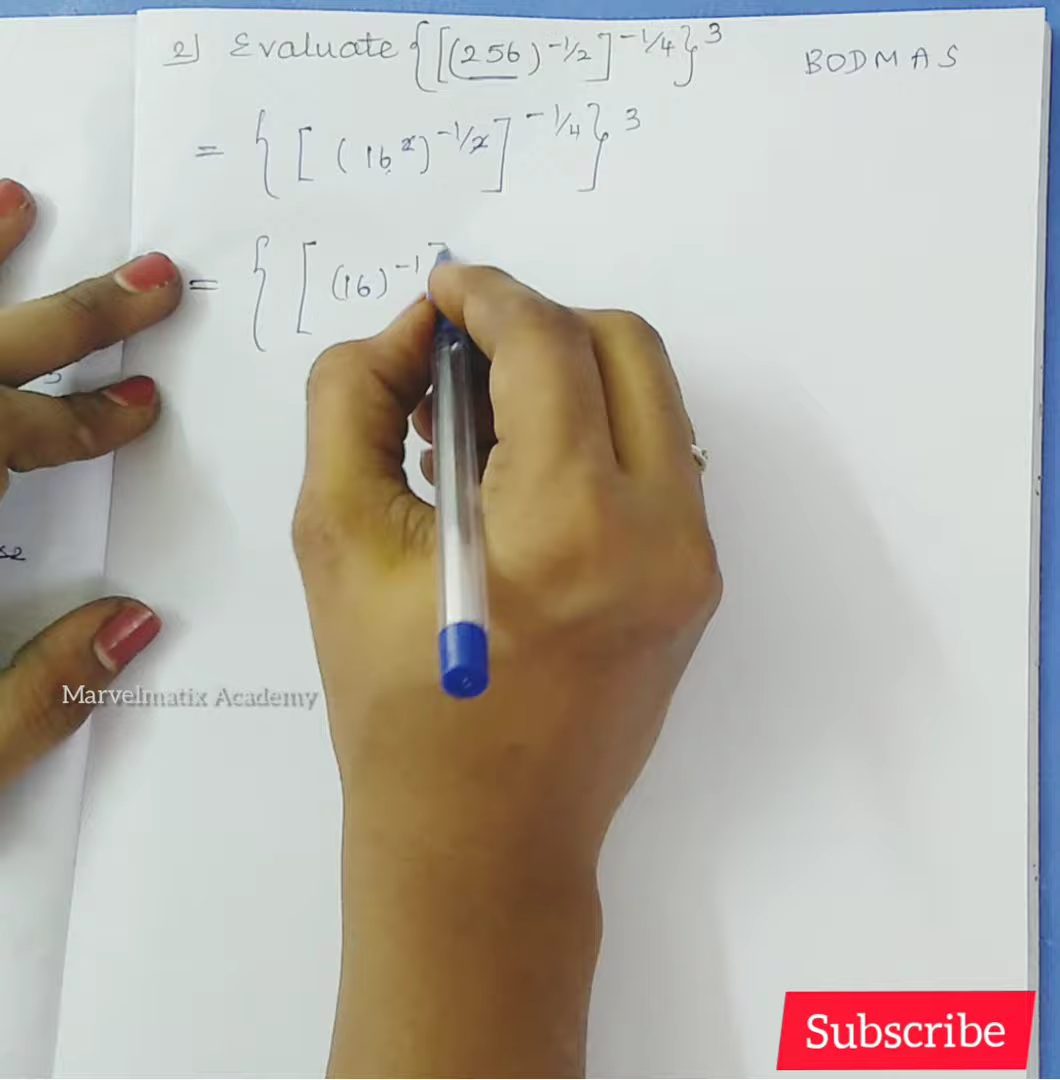 2) Evaluate {[(256)^-1/2]^-1/4}^3
BODMAS
= {[(16^2)^-1/2]^-1/4}^3
= {[(16)^-1]
52
Marvelmatix Academy
Subscribe